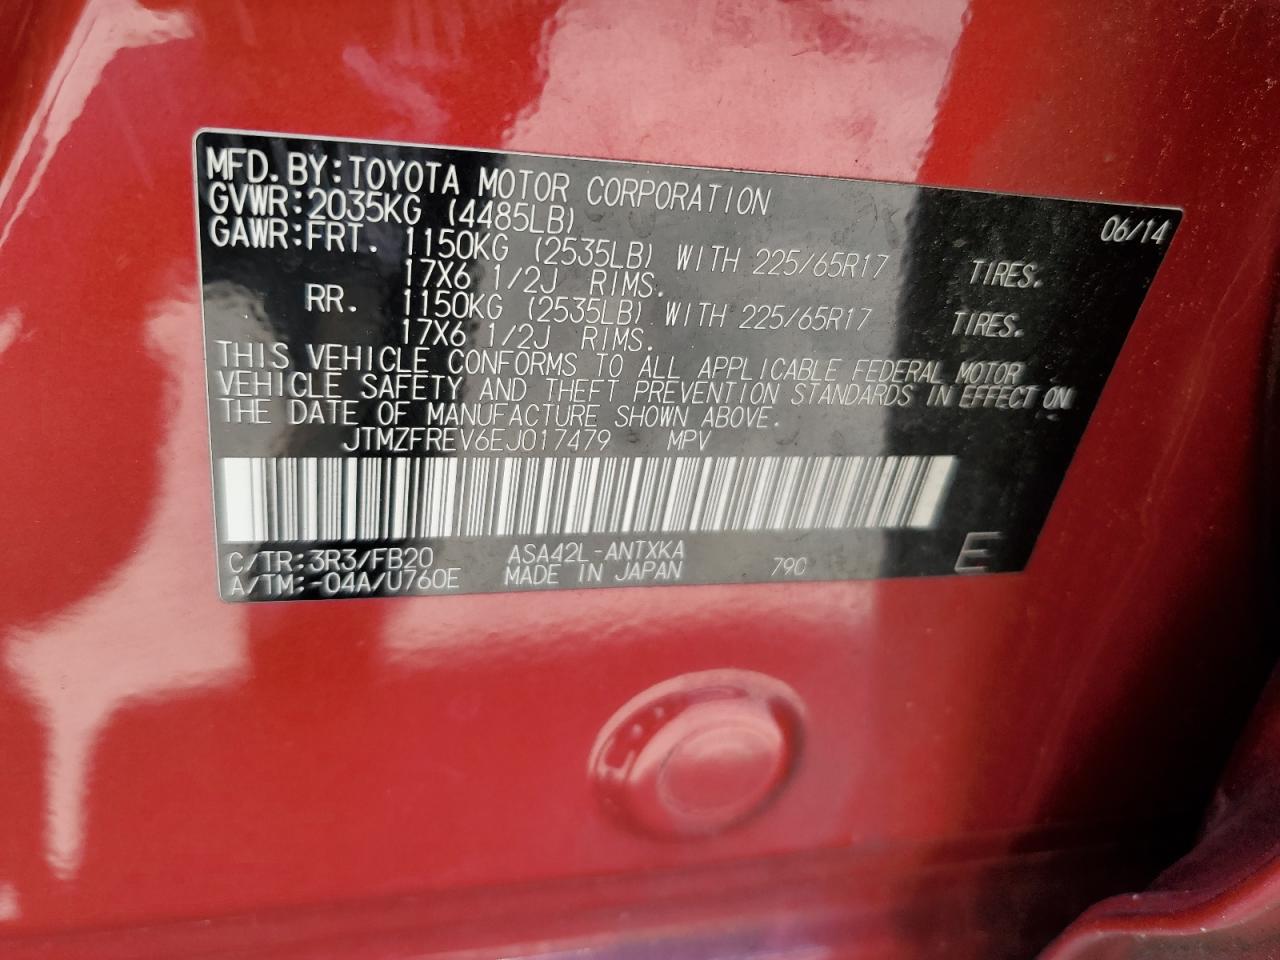 MFD. BY: TOYOTA MOTOR CORPORATION 06/14
GVWR: 2035KG (4485LB)
GAWR: FRT. 1150KG (2535LB) WITH 225/65R17 TIRES.
17X6 1/2J RIMS.
RR. 1150KG (2535LB) WITH 225/65R17 TIRES.
17X6 1/2J RIMS.
THIS VEHICLE CONFORMS TO ALL APPLICABLE FEDERAL MOTOR
VEHICLE SAFETY AND THEFT PREVENTION STANDARDS IN EFFECT ON
THE DATE OF MANUFACTURE SHOWN ABOVE.
JTMZFREV6EJ017479 MPV
C/TR: 3R3/FB20 ASA42L-ANTXKA
A/TM: -04A/U760E MADE IN JAPAN 790 E